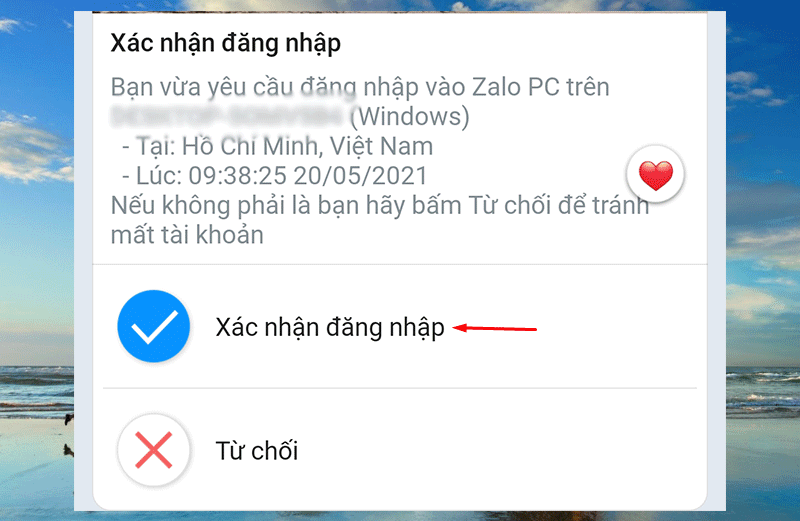 Xác nhận đăng nhập
Bạn vừa yêu cầu đăng nhập vào Zalo PC trên
(Windows)
- Tại: Hồ Chí Minh, Việt Nam
- Lúc: 09:38:25 20/05/2021
Nếu không phải là bạn hãy bấm Từ chối để tránh
mất tài khoản
Xác nhận đăng nhập
Từ chối